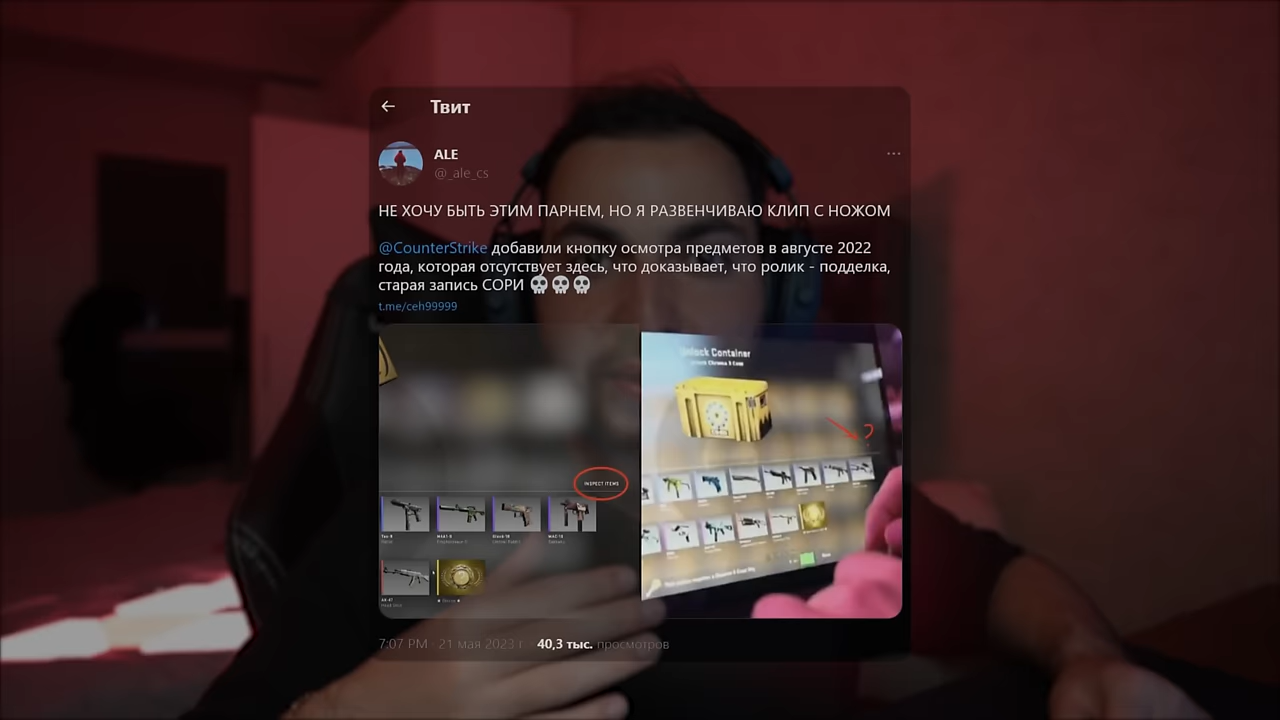 Твит
ALE
@_ale_cs
НЕ ХОЧУ БЫТЬ ЭТИМ ПАРНЕМ, НО Я РАЗВЕНЧИВАЮ КЛИП С НОЖОМ
@CounterStrike добавили кнопку осмотра предметов в августе 2022
года, которая отсутствует здесь, что доказывает, что ролик - подделка,
старая запись СОРИ 💀💀💀
t.me/ceh99999
Unlock Container
INSPECT ITEMS
7:07 PM · 21 мая 2023 г. · 40,3 тыс. просмотров